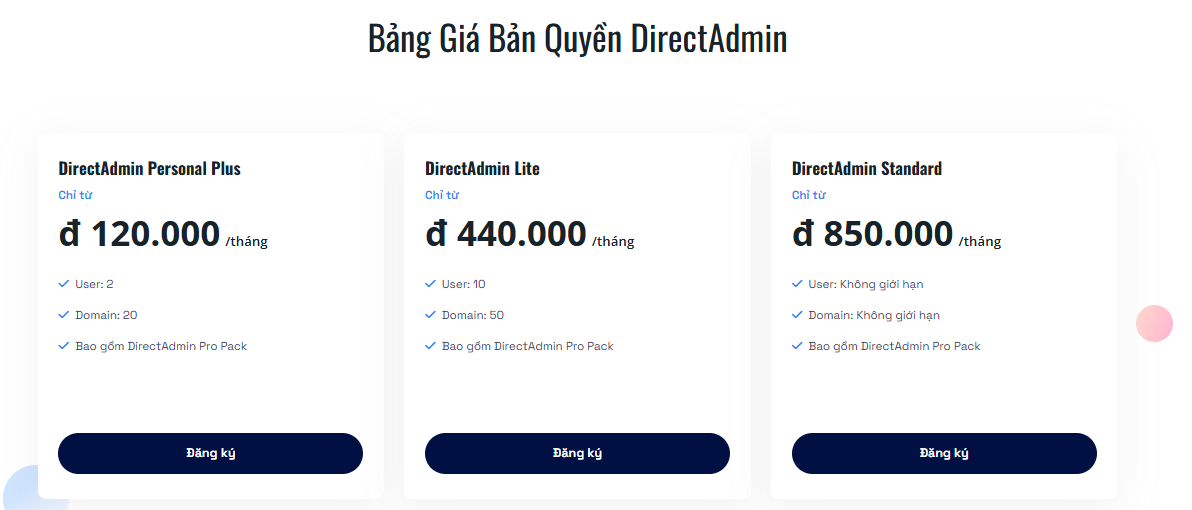 Bảng Giá Bản Quyền DirectAdmin
DirectAdmin Personal Plus
Chỉ từ
đ 120.000 /tháng
User: 2
Domain: 20
Bao gồm DirectAdmin Pro Pack
Đăng ký
DirectAdmin Lite
Chỉ từ
đ 440.000 /tháng
User: 10
Domain: 50
Bao gồm DirectAdmin Pro Pack
Đăng ký
DirectAdmin Standard
Chỉ từ
đ 850.000 /tháng
User: Không giới hạn
Domain: Không giới hạn
Bao gồm DirectAdmin Pro Pack
Đăng ký